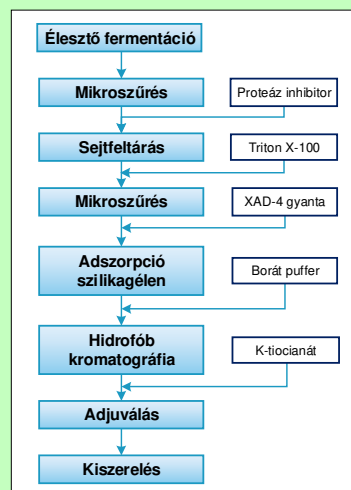 Élesztő fermentáció
Mikroszűrés
Proteáz inhibitor
Sejtfeltárás
Triton X-100
Mikroszűrés
XAD-4 gyanta
Adszorpció
szilikagélen
Borát puffer
Hidrofób
kromatográfia
K-tiocianát
Adjuválás
Kiszerelés